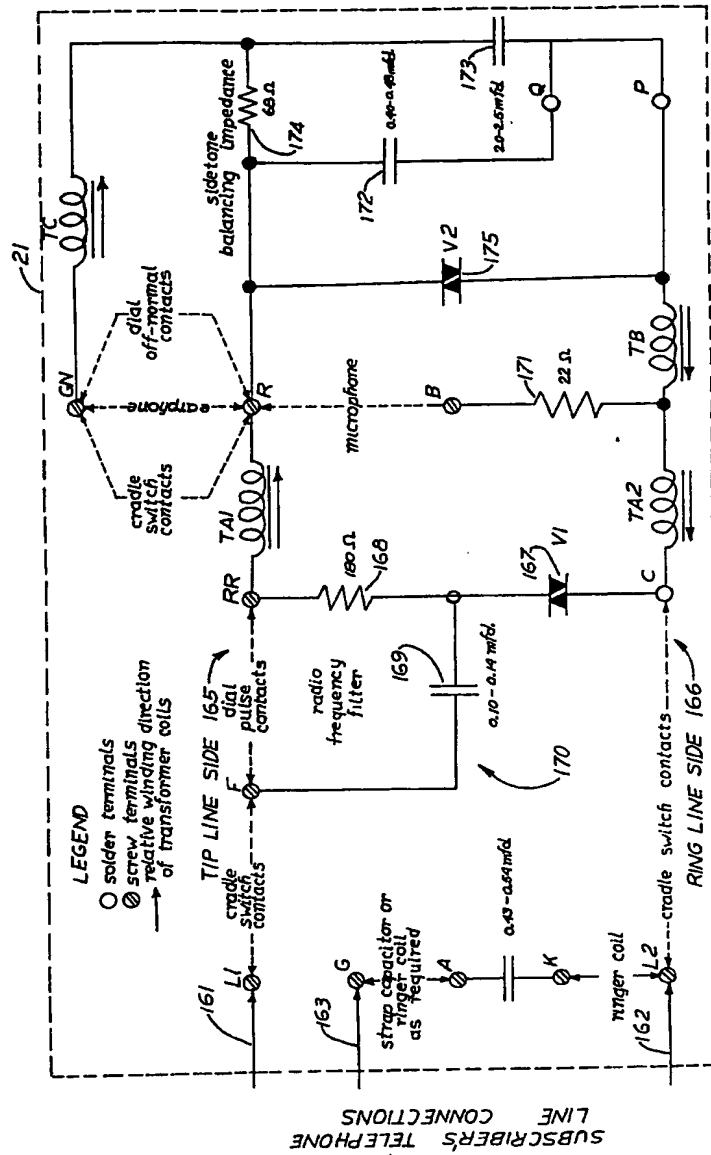 21
LEGEND
solder terminals
screw terminals
relative winding direction
of transformer coils
SUBSCRIBER'S TELEPHONE
LINE CONNECTIONS
161
L1
cradle
switch
contacts
TIP LINE SIDE 165
F
dial
pulse
contacts
RR
TA1
R
cradle
switch
contacts
GN
earphone
dial
off-normal
contacts
TC
sidetone
balancing impedance
68 Ω
174
163
G
strap capacitor or
ringer coil
as required
A
0.43-0.54 mfd
K
ringer coil
L2
162
cradle switch contacts
RING LINE SIDE 166
radio
frequency
filter
170
169
0.10 - 0.14 mfd.
180 Ω
168
167
V1
C
TA2
microphone
B
171
22 Ω
TB
V2
175
172
0.40-0.48 mfd.
2.0-2.5 mfd
173
Q
P